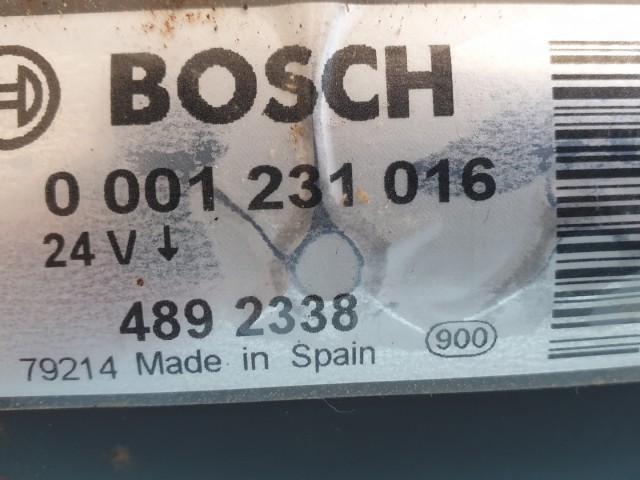 BOSCH
0 001 231 016
24 V ↓
489 2338
79214 Made in Spain 900